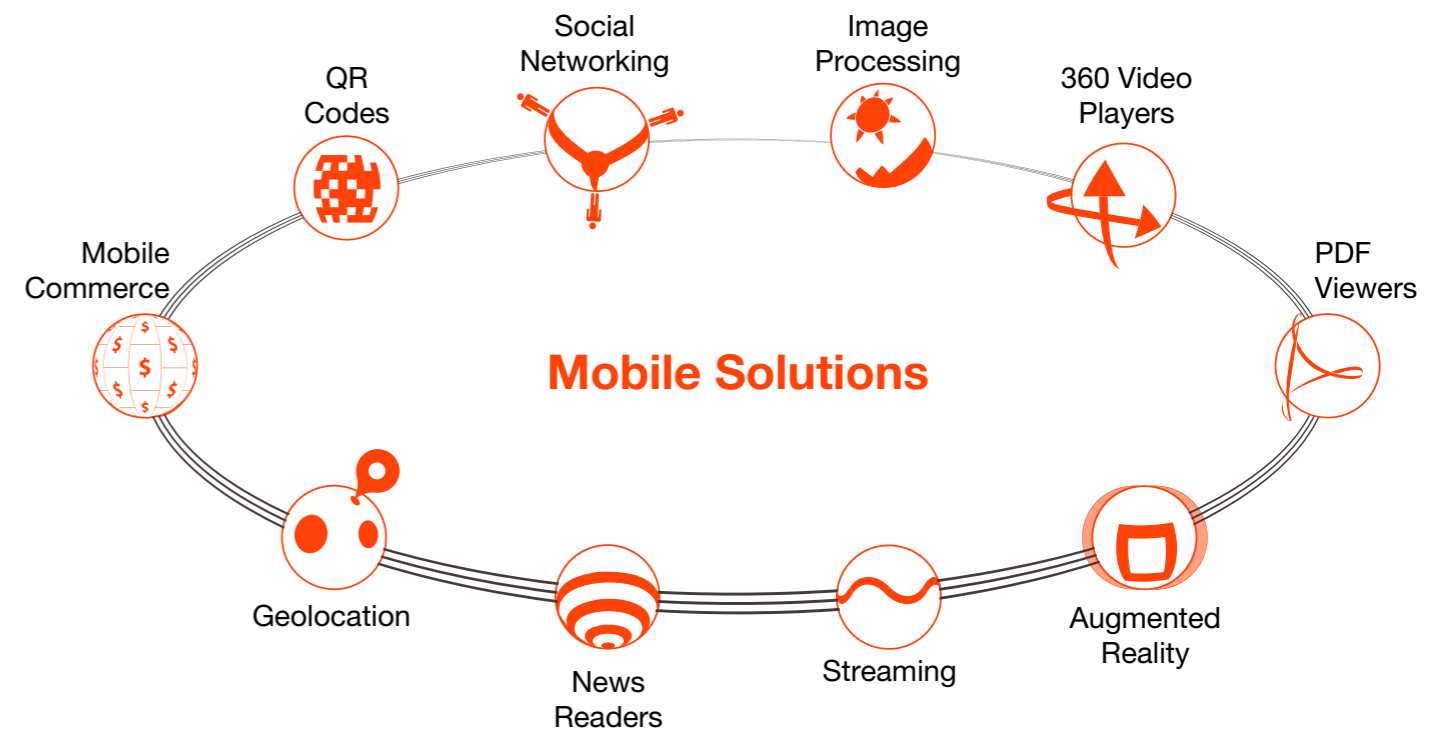 Social
Networking
Image
Processing
QR
Codes
360 Video
Players
Mobile
Commerce
PDF
Viewers
$
$
$
$
$
$
$
$
$
Mobile Solutions
Geolocation
News
Readers
Streaming
Augmented
Reality